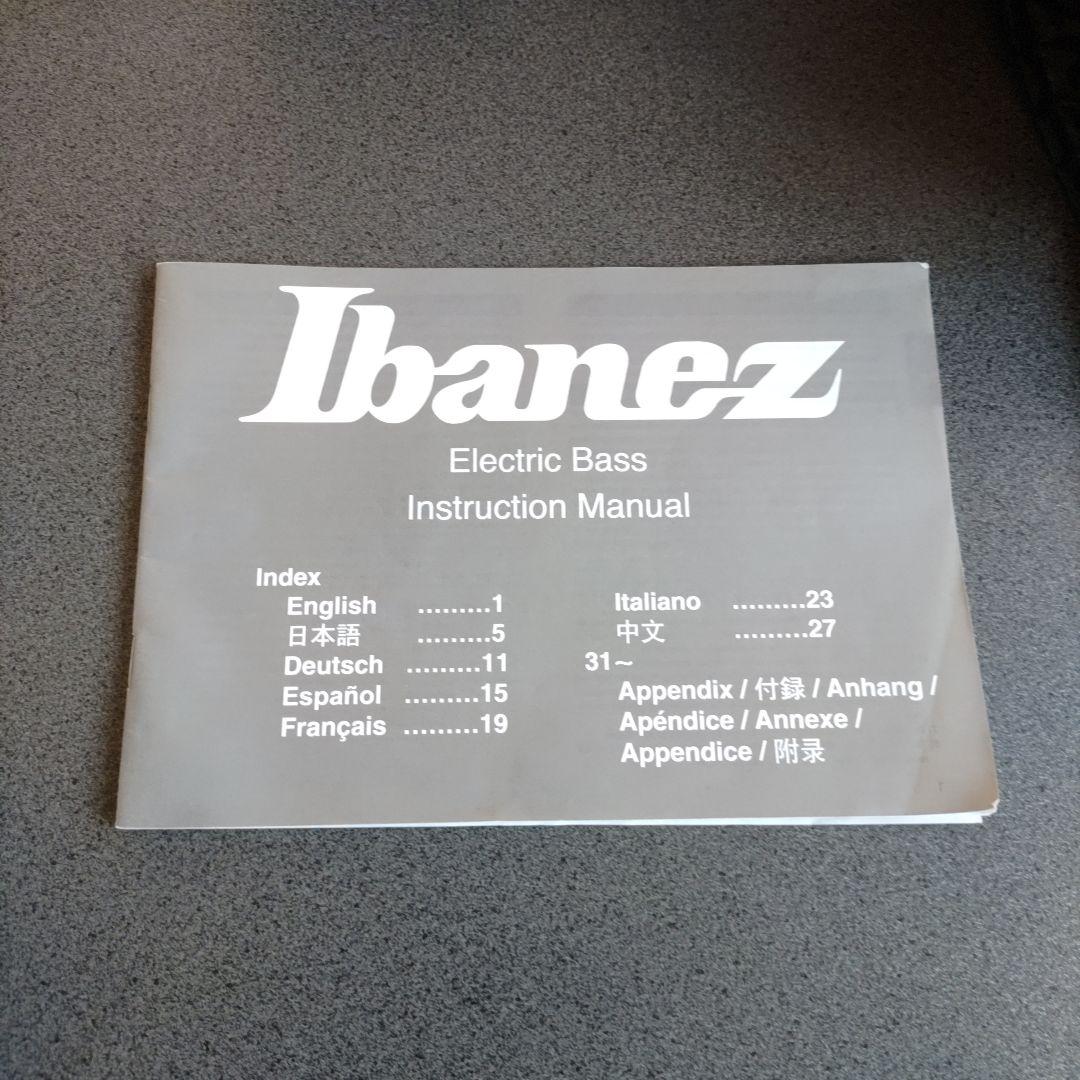 Ibanez
Electric Bass
Instruction Manual
Index
English .........1
日本語 .........5
Deutsch .........11
Español .........15
Français .........19
Italiano .........23
中文 .........27
31~
Appendix / 付録 / Anhang /
Apéndice / Annexe /
Appendice / 附录